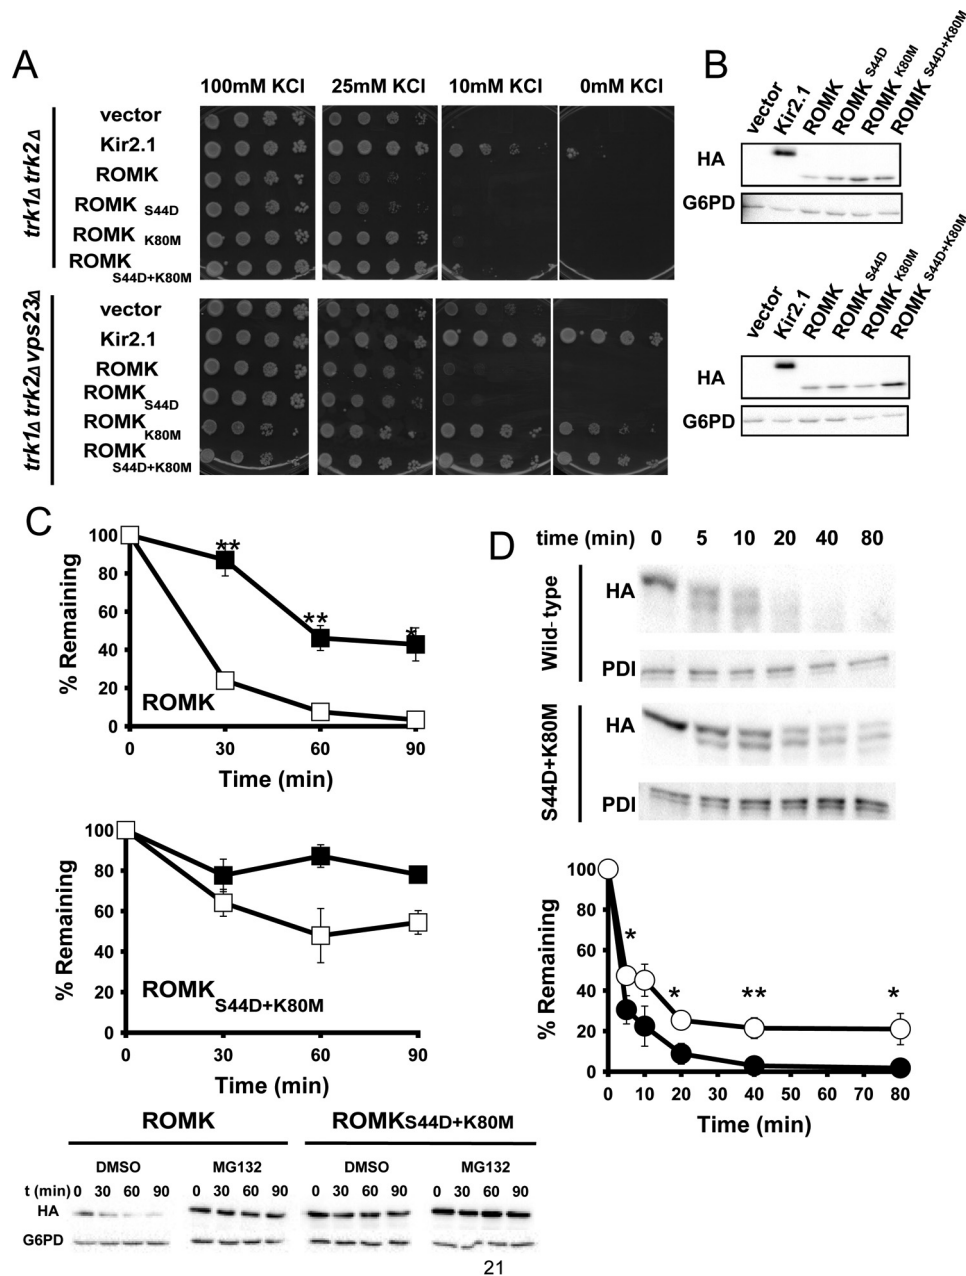 A
100mM KCl 25mM KCl 10mM KCl 0mM KCl
trk1Δ trk2Δ
vector
Kir2.1
ROMK
ROMK S44D
ROMK K80M
ROMK S44D+K80M
trk1Δ trk2Δ vps23Δ
vector
Kir2.1
ROMK
ROMK S44D
ROMK K80M
ROMK S44D+K80M
B
vector
Kir2.1
ROMK
ROMK S44D
ROMK K80M
ROMK S44D+K80M
HA
G6PD
vector
Kir2.1
ROMK
ROMK S44D
ROMK K80M
ROMK S44D+K80M
HA
G6PD
C
% Remaining
100
80
60
40
20
0
** ** *
ROMK
0 30 60 90
Time (min)
% Remaining
100
80
60
40
20
0
ROMK S44D+K80M
0 30 60 90
Time (min)
ROMK ROMK S44D+K80M
DMSO MG132 DMSO MG132
t (min) 0 30 60 90 0 30 60 90 0 30 60 90 0 30 60 90
HA
G6PD
D
time (min) 0 5 10 20 40 80
Wild-type
HA
PDI
S44D+K80M
HA
PDI
% Remaining
100
80
60
40
20
0
* * ** *
0 10 20 30 40 50 60 70 80
Time (min)
21